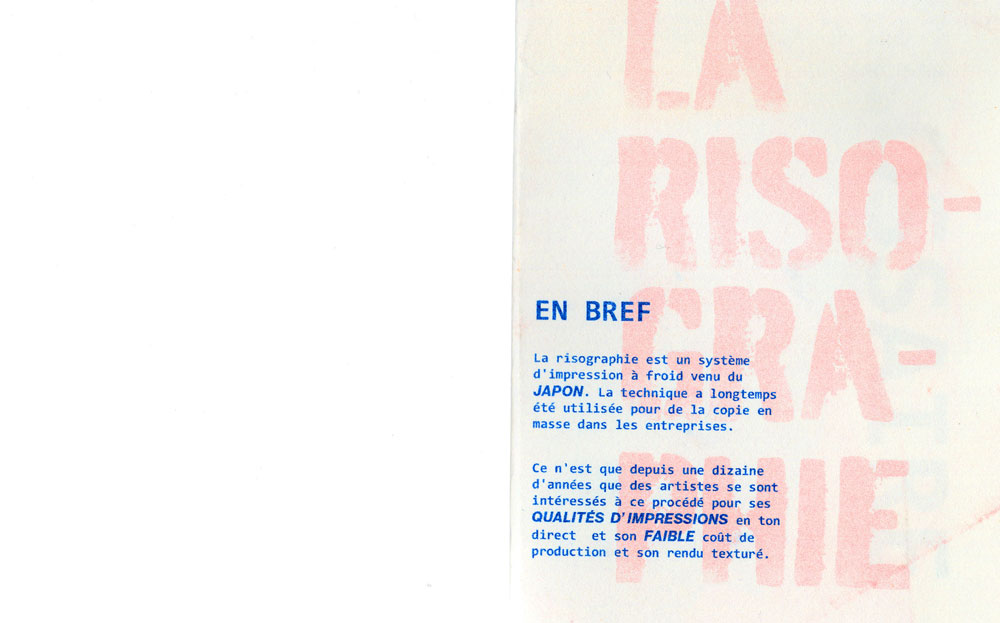 LA
RISO-
GRA-
PHIE
EN BREF
La risographie est un système
d'impression à froid venu du
JAPON. La technique a longtemps
été utilisée pour de la copie en
masse dans les entreprises.
Ce n'est que depuis une dizaine
d'années que des artistes se sont
intéressés à ce procédé pour ses
QUALITÉS D'IMPRESSIONS en ton
direct et son FAIBLE coût de
production et son rendu texturé.